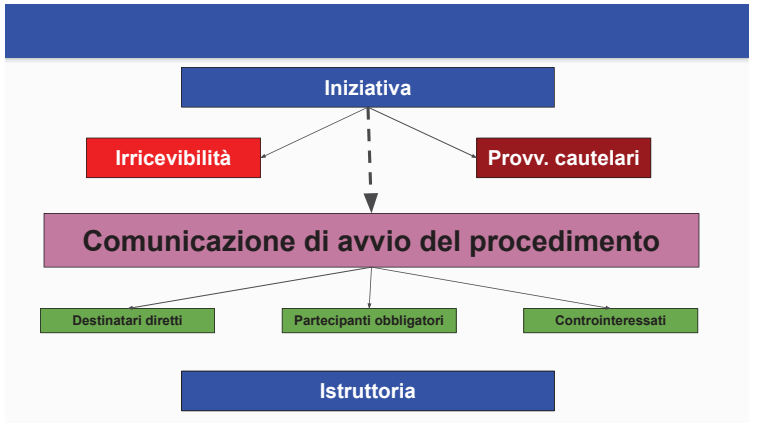 Iniziativa
Irricevibilità
Provv. cautelari
Comunicazione di avvio del procedimento
Destinatari diretti
Partecipanti obbligatori
Controinteressati
Istruttoria